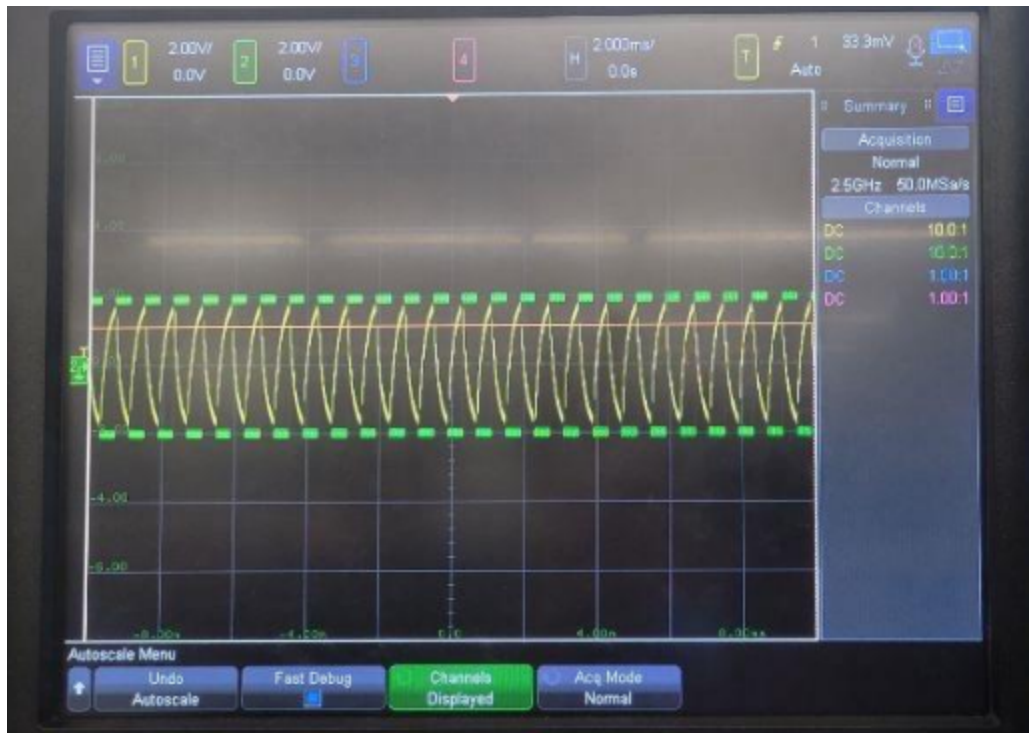 1 2.00V/ 2 2.00V/ 3 4 H 2.000ms/ T 1 33.3mV
0.0V 0.0V 0.0s Auto
Summary
Acquisition
Normal
2.5GHz 50.0MSa/s
Channels
DC 10.0:1
DC 10.0:1
DC 1.00:1
DC 1.00:1
-4.00
-6.00
Autoscale Menu
Undo
Autoscale
Fast Debug
Channels
Displayed
Acq Mode
Normal